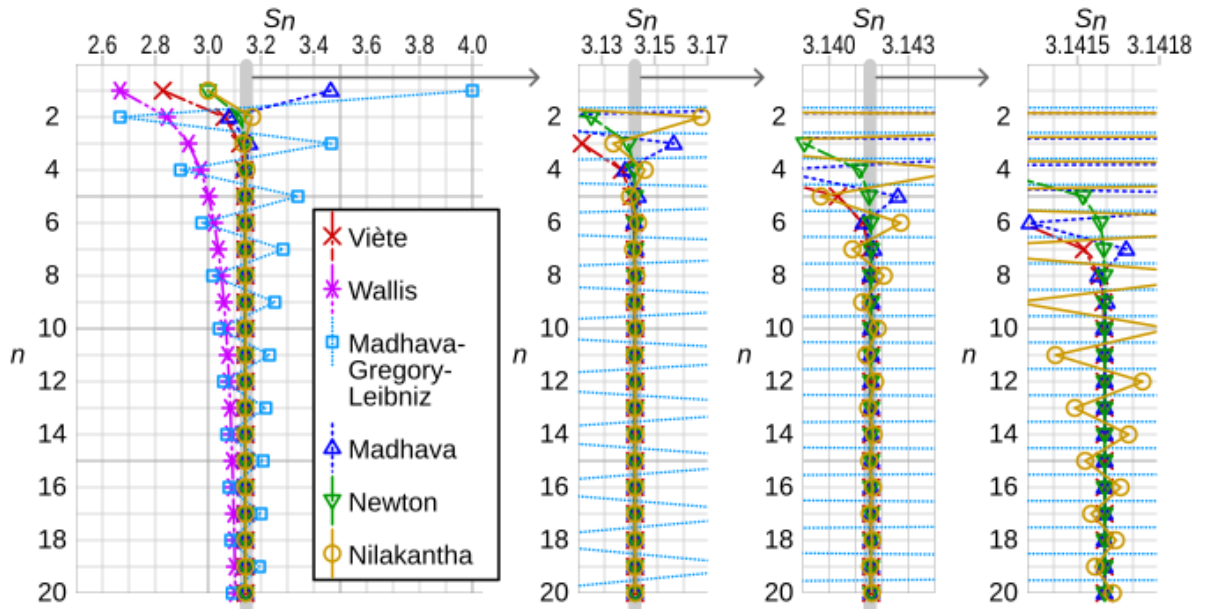 Sn Sn Sn Sn
2.6 2.8 3.0 3.2 3.4 3.6 3.8 4.0 3.13 3.15 3.17 3.140 3.143 3.1415 3.1418
2 2 2 2
4 4 4 4
6 6 6 6
Viète
8 8 8 8
Wallis
10 10 10 10
n n n n
Madhava-
Gregory-
Leibniz
12 12 12 12
14 14 14 14
Madhava
16 16 16 16
Newton
18 18 18 18
Nilakantha
20 20 20 20